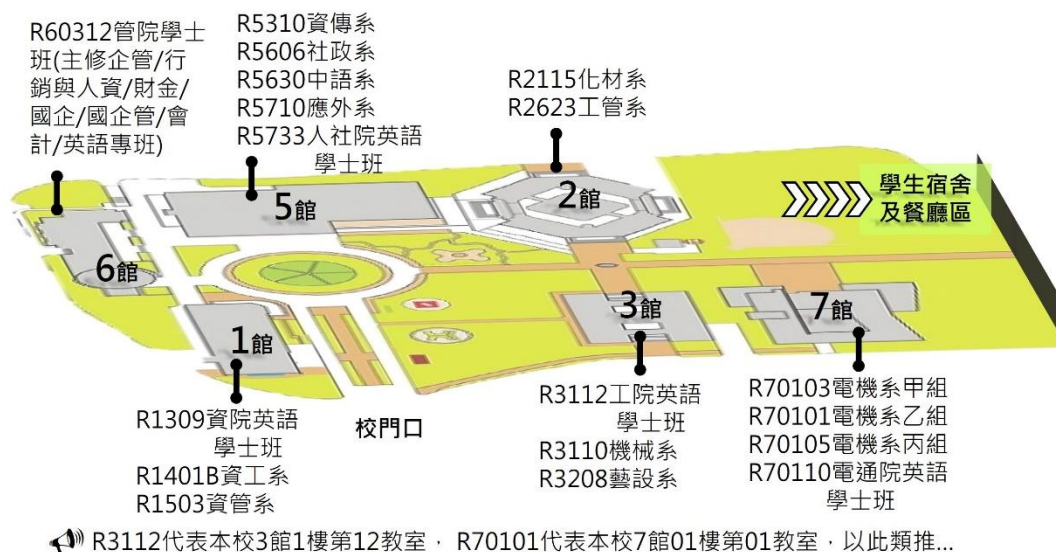 R60312管院學士
班(主修企管/行
銷與人資/財金/
國企/國企管/會
計/英語專班)
R5310資傳系
R5606社政系
R5630中語系
R5710應外系
R5733人社院英語
學士班
R2115化材系
R2623工管系
5館
2館
學生宿舍
及餐廳區
6館
1館
3館
7館
校門口
R1309資院英語
學士班
R1401B資工系
R1503資管系
R3112工院英語
學士班
R3110機械系
R3208藝設系
R70103電機系甲組
R70101電機系乙組
R70105電機系丙組
R70110電通院英語
學士班
R3112代表本校3館1樓第12教室，R70101代表本校7館01樓第01教室，以此類推...